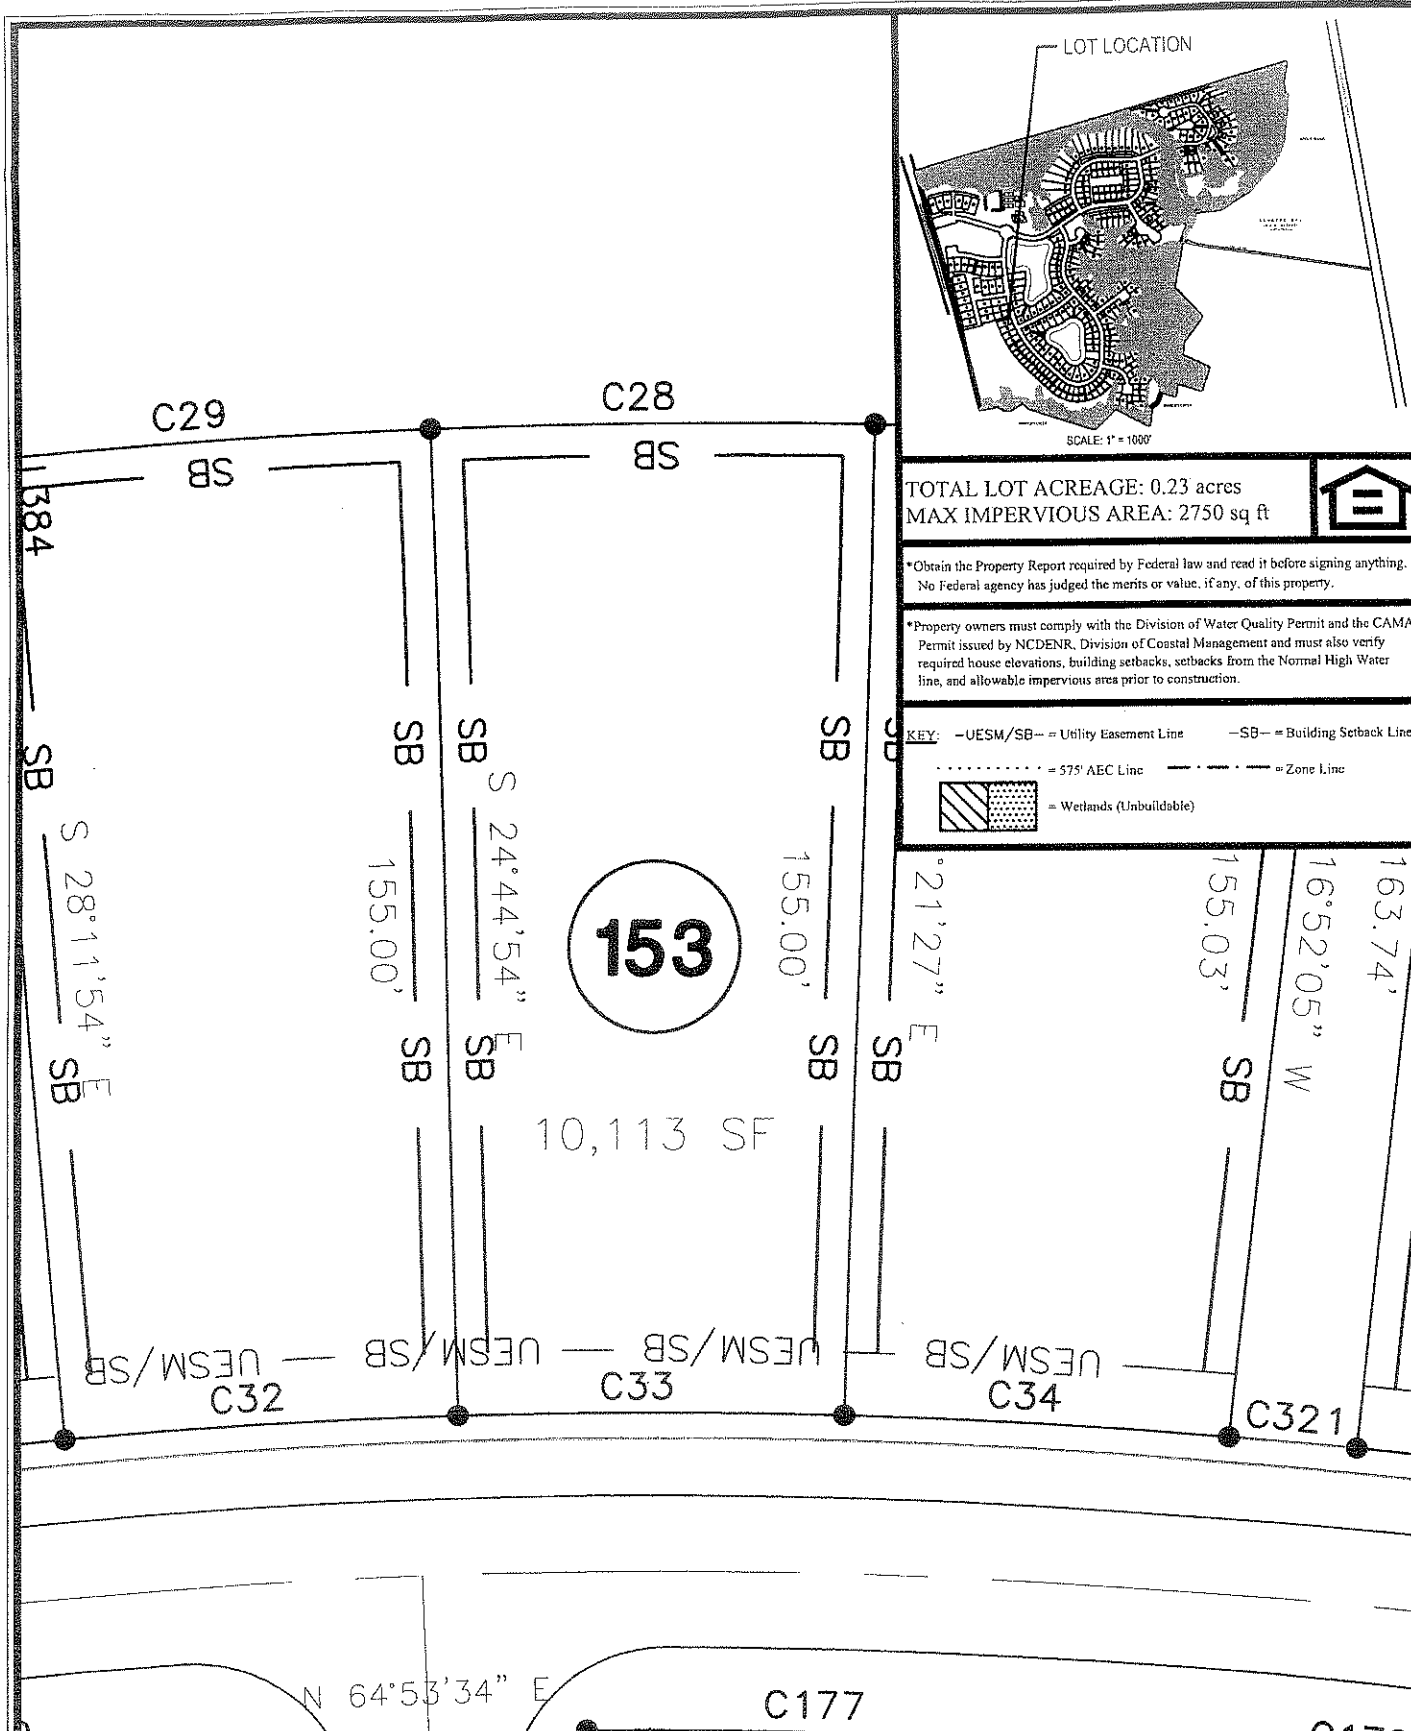 LOT LOCATION
SCALE: 1" = 1000'
TOTAL LOT ACREAGE: 0.23 acres
MAX IMPERVIOUS AREA: 2750 sq ft
*Obtain the Property Report required by Federal law and read it before signing anything.
No Federal agency has judged the merits or value, if any, of this property.
*Property owners must comply with the Division of Water Quality Permit and the CAMA
Permit issued by NCDENR, Division of Coastal Management and must also verify
required house elevations, building setbacks, setbacks from the Normal High Water
line, and allowable impervious area prior to construction.
KEY: -UESM/SB- = Utility Easement Line -SB- = Building Setback Line
= 575' AEC Line = Zone Line
= Wetlands (Unbuildable)
C29
C28
SB
SB
384
SB
SB
SB
SB
SB
S 28°11'54" E
155.00'
S 24°44'54" E
153
155.00'
°21'27" E
155.03'
16°52'05" W
163.74'
SB
SB
SB
SB
SB
SB
10,113 SF
UESM/SB
UESM/SB
UESM/SB
UESM/SB
C32
C33
C34
C321
N 64°53'34" E
C177